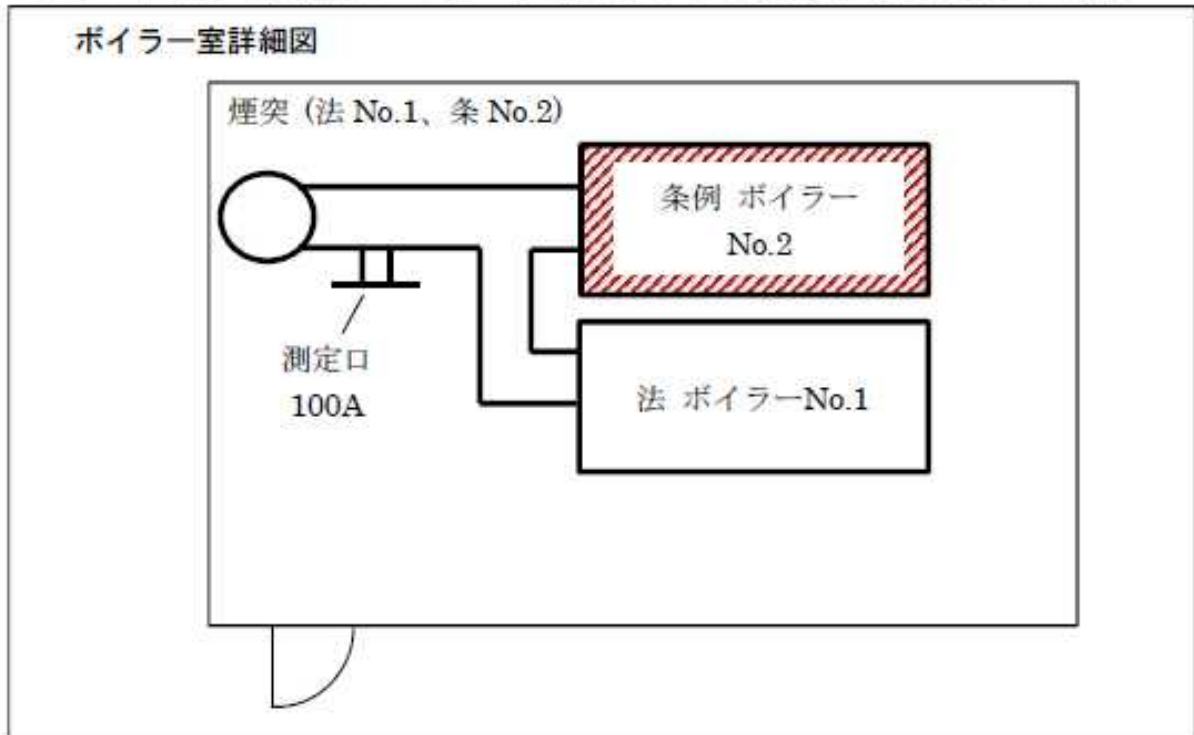 ボイラー室詳細図
煙突 (法 No.1、条 No.2)
条例 ボイラー
No.2
測定口
100A
法 ボイラーNo.1